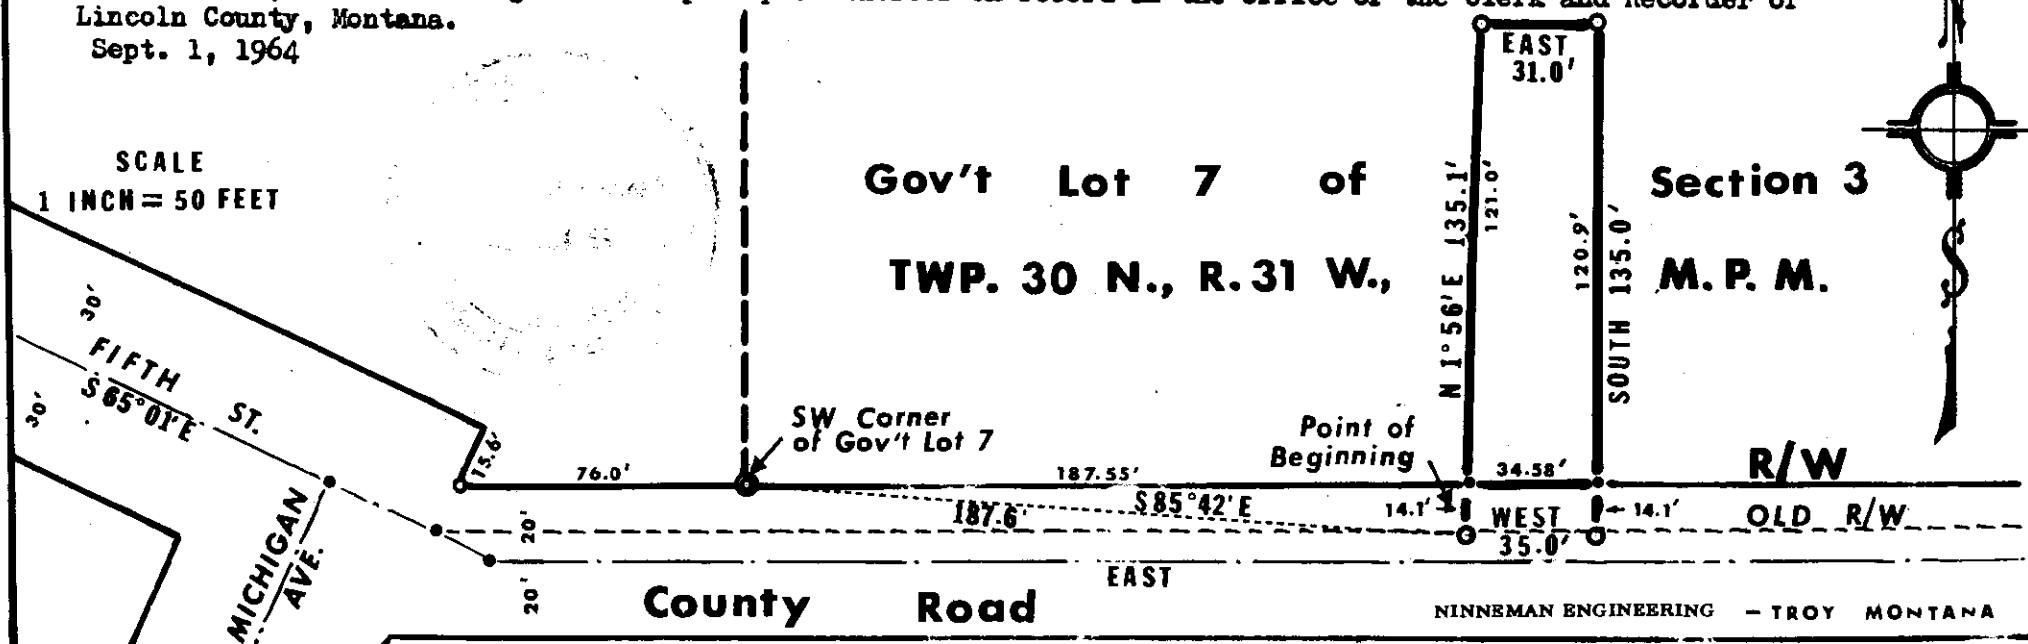 Lincoln County, Montana.
Sept. 1, 1964
SCALE
1 INCH = 50 FEET
EAST
31.0'
Gov't Lot 7 of Section 3
TWP. 30 N., R. 31 W., M. P. M.
N 1°56' E 135.1'
121.0'
120.9'
SOUTH 135.0'
30'
FIFTH ST.
S 65°01' E
30'
15.6'
76.0'
SW Corner
of Gov't Lot 7
187.55'
Point of
Beginning
34.58'
R/W
S 85°42' E
187.6'
14.1'
WEST
35.0'
14.1'
OLD R/W
MICHIGAN
AVE.
20'
20'
EAST
County Road
NINNEMAN ENGINEERING – TROY MONTANA
S